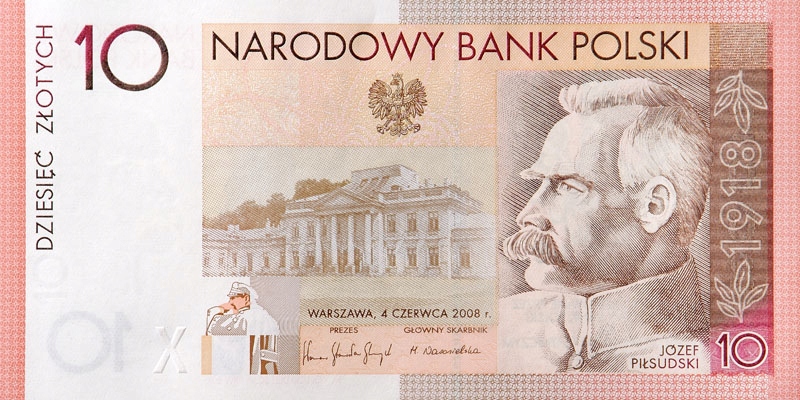 10
DZIESIĘĆ ZŁOTYCH
NARODOWY BANK POLSKI
1918
WARSZAWA, 4 CZERWCA 2008 r.
PREZES
GŁÓWNY SKARBNIK
X
JÓZEF
PIŁSUDSKI
10